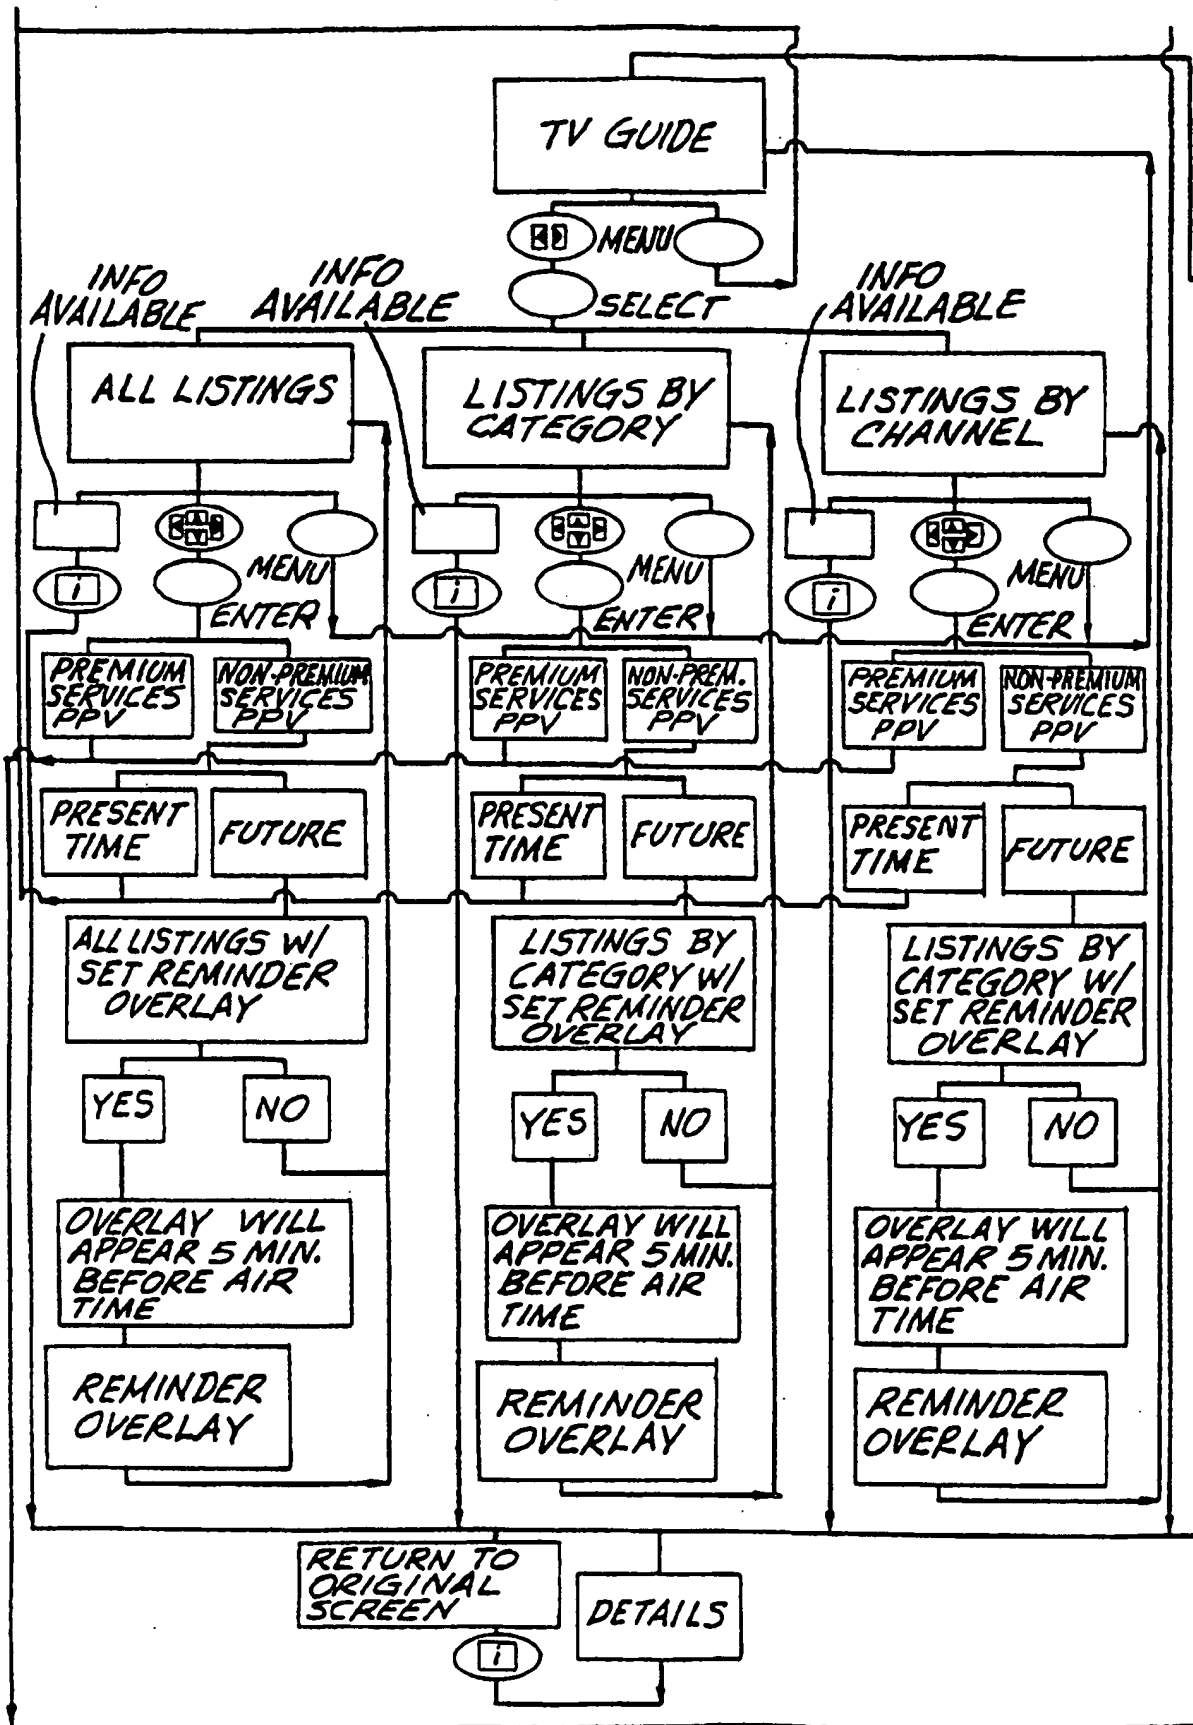 TV GUIDE
MENU
SELECT
INFO
AVAILABLE
INFO
AVAILABLE
INFO
AVAILABLE
ALL LISTINGS
LISTINGS BY
CATEGORY
LISTINGS BY
CHANNEL
i
MENU
ENTER
i
MENU
ENTER
i
MENU
ENTER
PREMIUM
SERVICES
PPV
NON-PREMIUM
SERVICES
PPV
PREMIUM
SERVICES
PPV
NON-PREM.
SERVICES
PPV
PREMIUM
SERVICES
PPV
NON-PREMIUM
SERVICES
PPV
PRESENT
TIME
FUTURE
PRESENT
TIME
FUTURE
PRESENT
TIME
FUTURE
ALL LISTINGS W/
SET REMINDER
OVERLAY
LISTINGS BY
CATEGORY W/
SET REMINDER
OVERLAY
LISTINGS BY
CATEGORY W/
SET REMINDER
OVERLAY
YES
NO
YES
NO
YES
NO
OVERLAY WILL
APPEAR 5 MIN.
BEFORE AIR
TIME
OVERLAY WILL
APPEAR 5 MIN.
BEFORE AIR
TIME
OVERLAY WILL
APPEAR 5 MIN.
BEFORE AIR
TIME
REMINDER
OVERLAY
REMINDER
OVERLAY
REMINDER
OVERLAY
RETURN TO
ORIGINAL
SCREEN
i
DETAILS